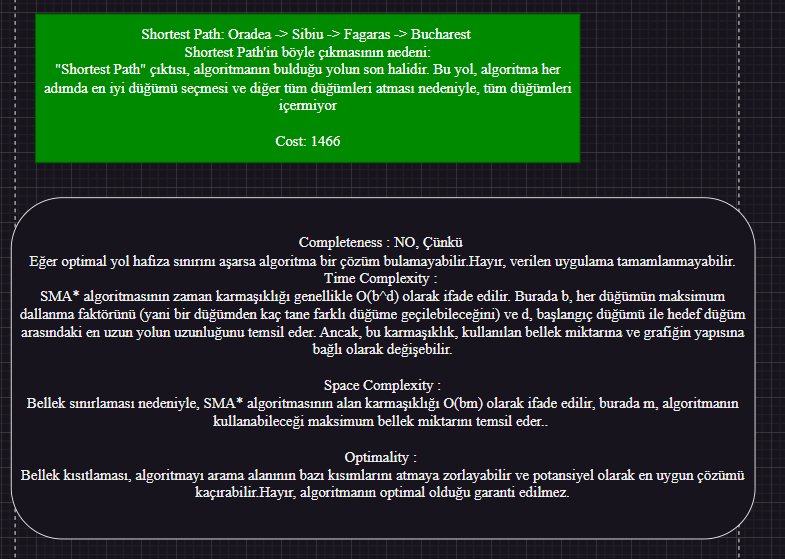 Shortest Path: Oradea -> Sibiu -> Fagaras -> Bucharest
Shortest Path'in böyle çıkmasının nedeni:
"Shortest Path" çıktısı, algoritmanın bulduğu yolun son halidir. Bu yol, algoritma her
adımda en iyi düğümü seçmesi ve diğer tüm düğümleri atması nedeniyle, tüm düğümleri
içermiyor
Cost: 1466
Completeness : NO, Çünkü
Eğer optimal yol hafıza sınırını aşarsa algoritma bir çözüm bulamayabilir.Hayır, verilen uygulama tamamlanmayabilir.
Time Complexity :
SMA* algoritmasının zaman karmaşıklığı genellikle O(b^d) olarak ifade edilir. Burada b, her düğümün maksimum
dallanma faktörünü (yani bir düğümden kaç tane farklı düğüme geçilebileceğini) ve d, başlangıç düğümü ile hedef düğüm
arasındaki en uzun yolun uzunluğunu temsil eder. Ancak, bu karmaşıklık, kullanılan bellek miktarına ve grafiğin yapısına
bağlı olarak değişebilir.
Space Complexity :
Bellek sınırlaması nedeniyle, SMA* algoritmasının alan karmaşıklığı O(bm) olarak ifade edilir, burada m, algoritmanın
kullanabileceği maksimum bellek miktarını temsil eder..
Optimality :
Bellek kısıtlaması, algoritmayı arama alanının bazı kısımlarını atmaya zorlayabilir ve potansiyel olarak en uygun çözümü
kaçırabilir.Hayır, algoritmanın optimal olduğu garanti edilmez.